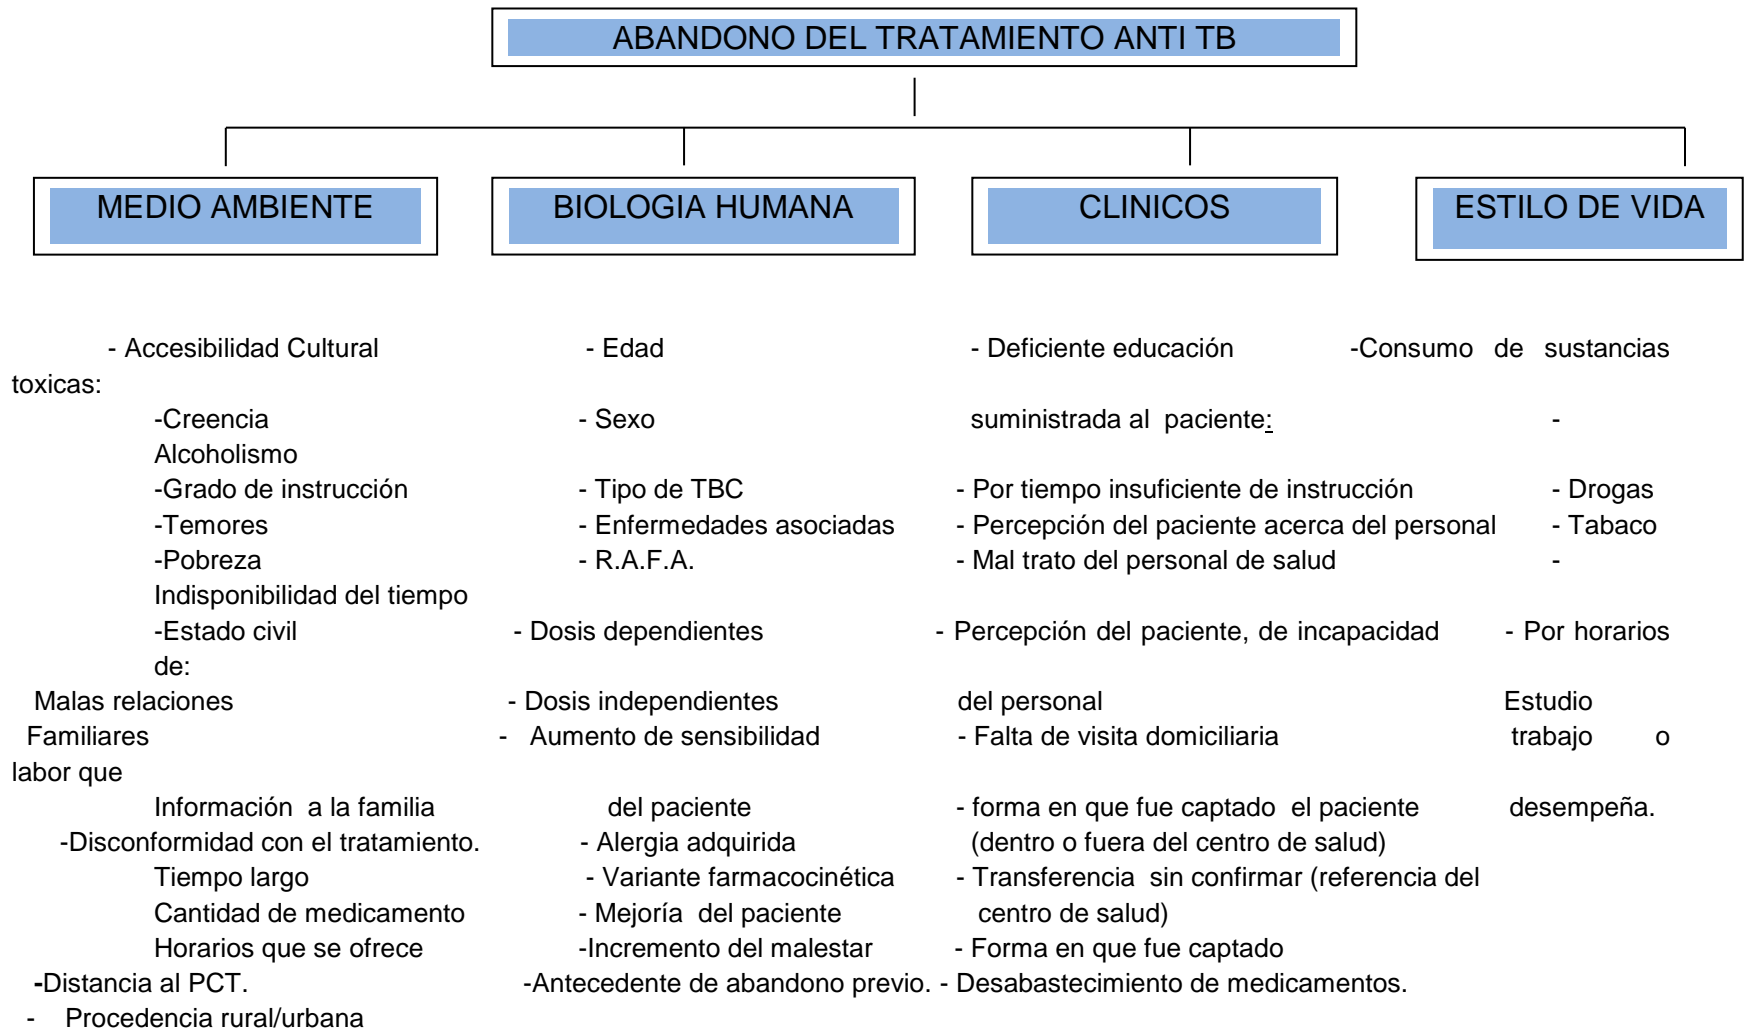 ABANDONO DEL TRATAMIENTO ANTI TB
MEDIO AMBIENTE BIOLOGIA HUMANA CLINICOS ESTILO DE VIDA
- Accesibilidad Cultural - Edad - Deficiente educación -Consumo de sustancias
toxicas:
-Creencia - Sexo suministrada al paciente: -
Alcoholismo
-Grado de instrucción - Tipo de TBC - Por tiempo insuficiente de instrucción - Drogas
-Temores - Enfermedades asociadas - Percepción del paciente acerca del personal - Tabaco
-Pobreza - R.A.F.A. - Mal trato del personal de salud -
Indisponibilidad del tiempo
-Estado civil - Dosis dependientes - Percepción del paciente, de incapacidad - Por horarios
de:
Malas relaciones - Dosis independientes del personal Estudio
Familiares - Aumento de sensibilidad - Falta de visita domiciliaria trabajo o
labor que
Información a la familia del paciente - forma en que fue captado el paciente desempeña.
-Disconformidad con el tratamiento. - Alergia adquirida (dentro o fuera del centro de salud)
Tiempo largo - Variante farmacocinética - Transferencia sin confirmar (referencia del
Cantidad de medicamento - Mejoría del paciente centro de salud)
Horarios que se ofrece -Incremento del malestar - Forma en que fue captado
-Distancia al PCT. -Antecedente de abandono previo. - Desabastecimiento de medicamentos.
- Procedencia rural/urbana